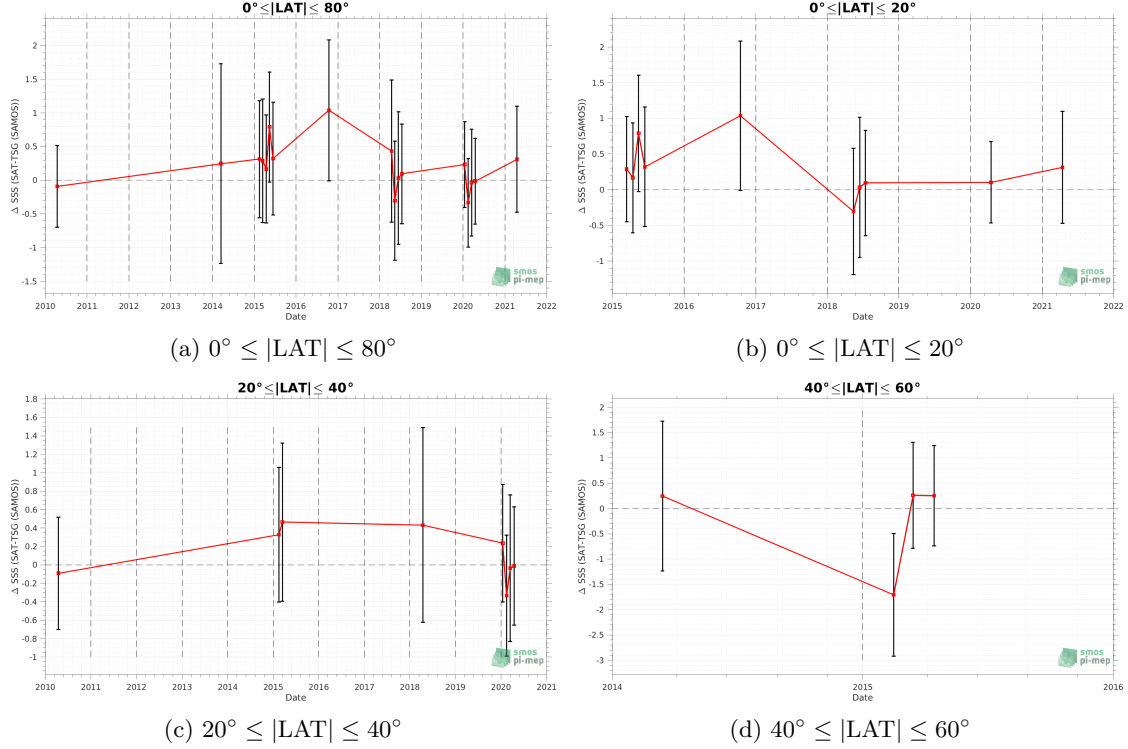 0°≤|LAT|≤ 80°
Δ SSS (SAT-TSG (SAMOS))
2
1.5
1
0.5
0
-0.5
-1
-1.5
2010 2011 2012 2013 2014 2015 2016 2017 2018 2019 2020 2021 2022
Date
smos
pi-mep
(a) 0° ≤ |LAT| ≤ 80°
0°≤|LAT|≤ 20°
Δ SSS (SAT-TSG (SAMOS))
2
1.5
1
0.5
0
-0.5
-1
2015 2016 2017 2018 2019 2020 2021 2022
Date
smos
pi-mep
(b) 0° ≤ |LAT| ≤ 20°
20°≤|LAT|≤ 40°
Δ SSS (SAT-TSG (SAMOS))
1.8
1.6
1.4
1.2
1
0.8
0.6
0.4
0.2
0
-0.2
-0.4
-0.6
-0.8
-1
2010 2011 2012 2013 2014 2015 2016 2017 2018 2019 2020 2021
Date
smos
pi-mep
(c) 20° ≤ |LAT| ≤ 40°
40°≤|LAT|≤ 60°
Δ SSS (SAT-TSG (SAMOS))
2
1.5
1
0.5
0
-0.5
-1
-1.5
-2
-2.5
-3
2014 2015 2016
Date
smos
pi-mep
(d) 40° ≤ |LAT| ≤ 60°